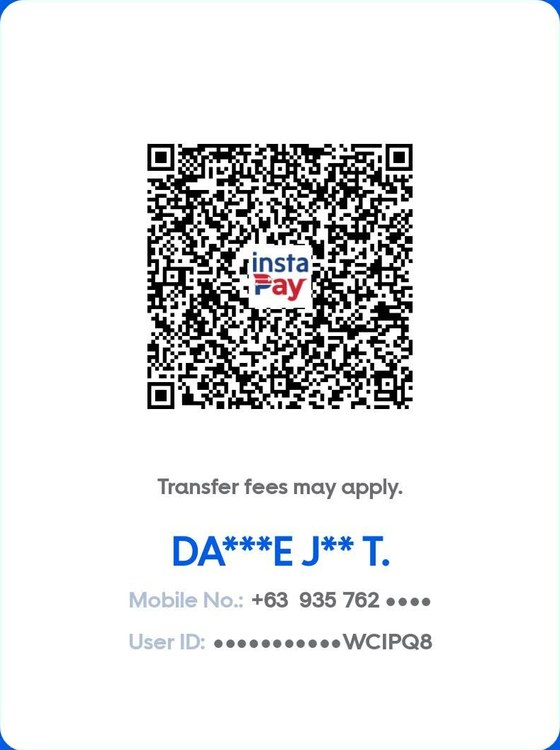 insta
Pay
Transfer fees may apply.
DA***E J** T.
Mobile No.: +63 935 762 ••••
User ID: •••••••••••WCIPQ8